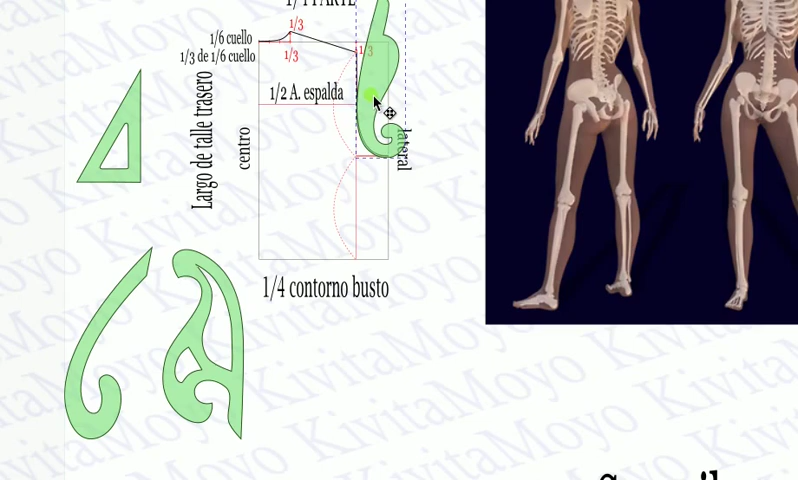 1/6 cuello
1/3 de 1/6 cuello
1/3
1/3
1/3
1/2 A. espalda
Largo de talle trasero
centro
lateral
1/4 contorno busto
KivitaMoyo